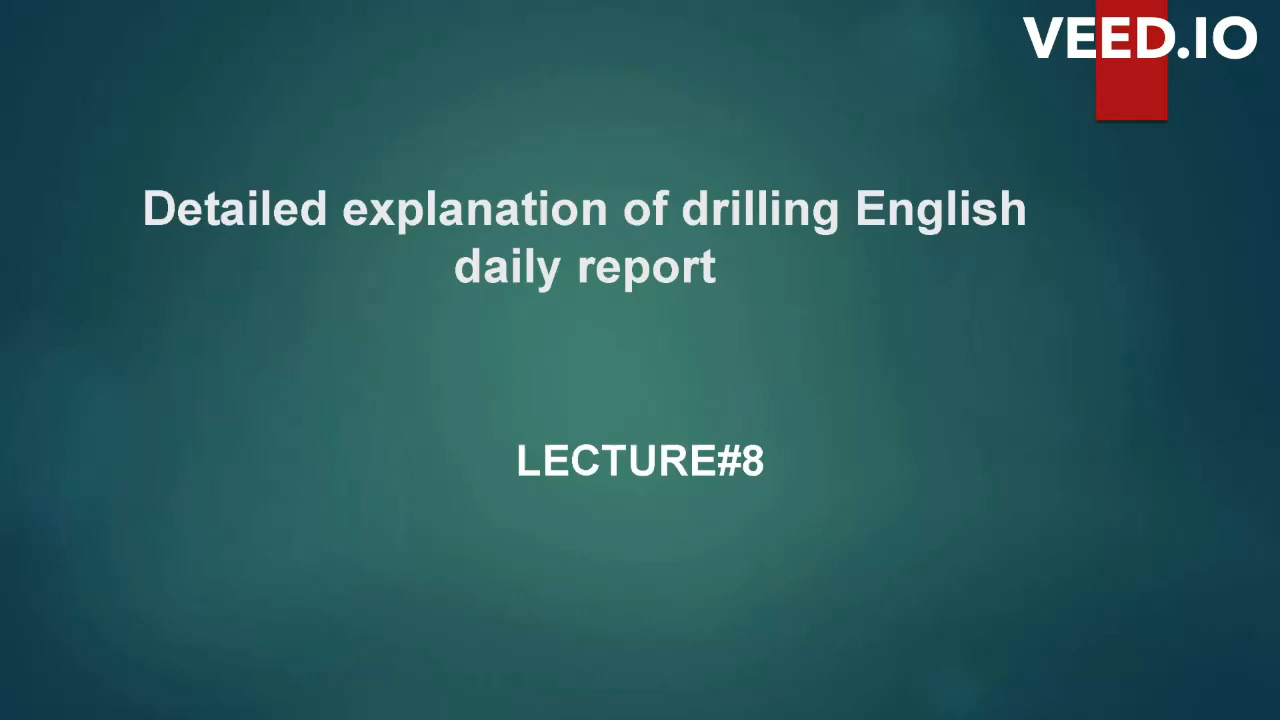 VEED.IO
Detailed explanation of drilling English
daily report
LECTURE#8